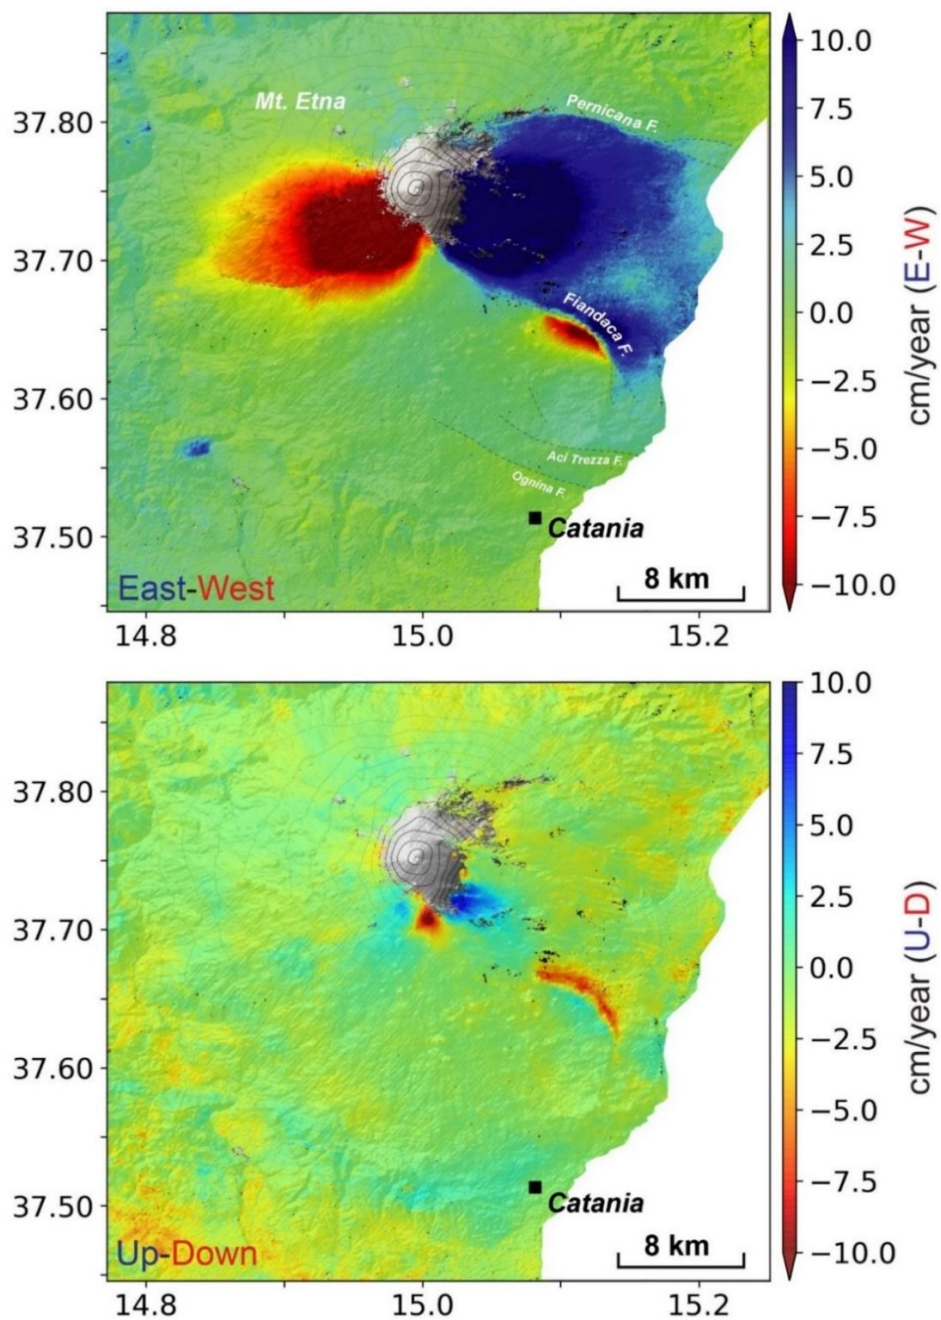 Mt. Etna
Pernicana F.
Fiandaca F.
Aci Trezza F.
Ognina F.
Catania
East-West
8 km
37.80
37.70
37.60
37.50
14.8
15.0
15.2
10.0
7.5
5.0
2.5
0.0
−2.5
−5.0
−7.5
−10.0
cm/year (E-W)
Catania
Up-Down
8 km
37.80
37.70
37.60
37.50
14.8
15.0
15.2
10.0
7.5
5.0
2.5
0.0
−2.5
−5.0
−7.5
−10.0
cm/year (U-D)